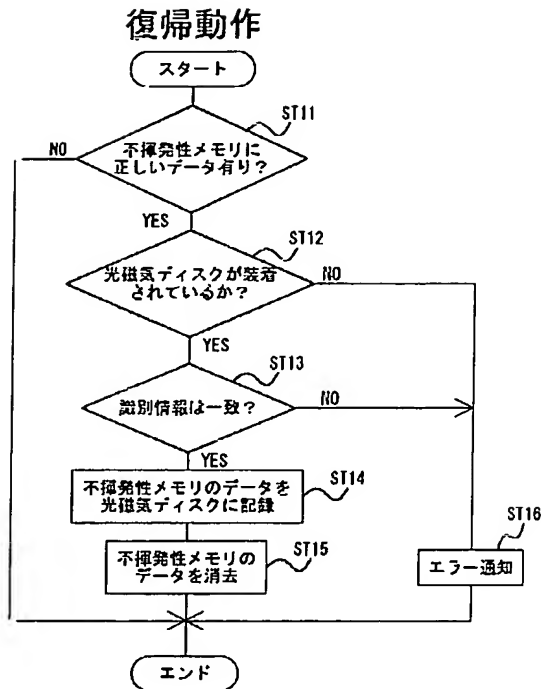 復帰動作
スタート
ST11
NO
不揮発性メモリに
正しいデータ有り?
YES
ST12
光磁気ディスクが装着
されているか?
NO
YES
ST13
識別情報は一致?
NO
YES
不揮発性メモリのデータを
光磁気ディスクに記録
ST14
不揮発性メモリの
データを消去
ST15
ST16
エラー通知
エンド